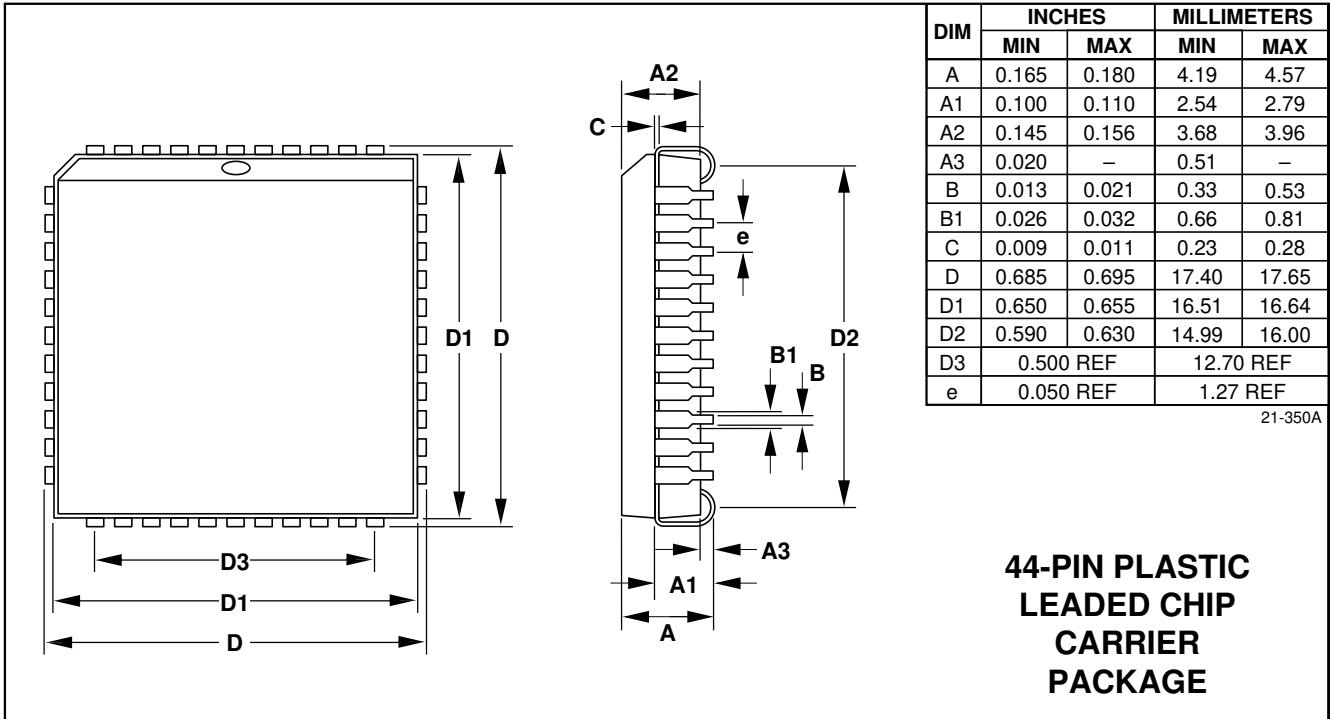 A2
C
e
D1
D
D2
B1
B
D3
D1
D
A3
A1
A
DIM INCHES MILLIMETERS
MIN MAX MIN MAX
A 0.165 0.180 4.19 4.57
A1 0.100 0.110 2.54 2.79
A2 0.145 0.156 3.68 3.96
A3 0.020 – 0.51 –
B 0.013 0.021 0.33 0.53
B1 0.026 0.032 0.66 0.81
C 0.009 0.011 0.23 0.28
D 0.685 0.695 17.40 17.65
D1 0.650 0.655 16.51 16.64
D2 0.590 0.630 14.99 16.00
D3 0.500 REF 12.70 REF
e 0.050 REF 1.27 REF
21-350A
44-PIN PLASTIC
LEADED CHIP
CARRIER
PACKAGE